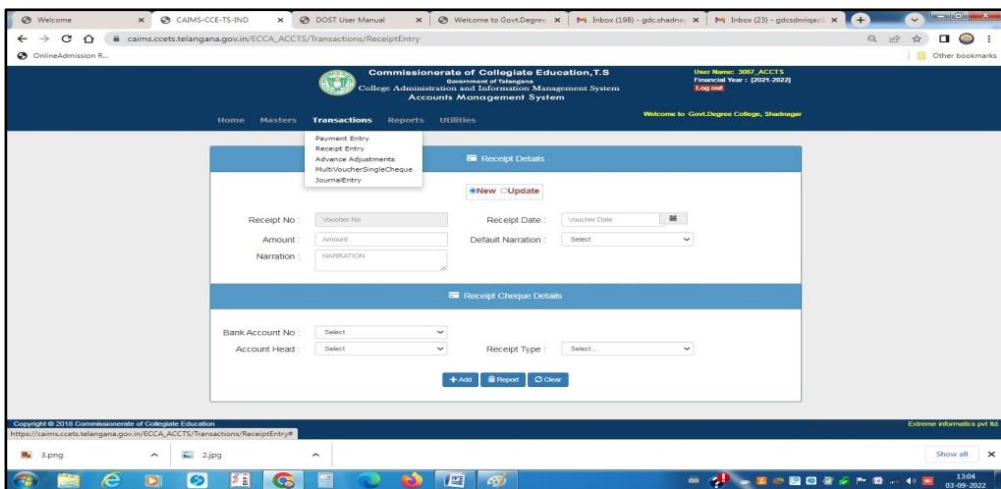 Welcome
CAIMS-CCE-TS-IND
DOST User Manual
Welcome to Govt.Degree
Inbox (198) - gdc.shadna
Inbox (23) - gdcsdnriqac
caims.ccets.telangana.gov.in/ECCA_ACCTS/Transactions/ReceiptEntry
OnlineAdmission R...
Other bookmarks
Commissionerate of Collegiate Education,T.S
Government of Telangana
College Administration and Information Management System
Accounts Management System
User Name: 3067_ACCTS
Financial Year : [2021-2022]
Log out
Home Masters Transactions Reports Utilities
Welcome to Govt.Degree College, Shadnagar
Payment Entry
Receipt Entry
Advance Adjustments
MultiVoucherSingleCheque
JournalEntry
Receipt Details
New Update
Receipt No : Voucher No Receipt Date : Voucher Date
Amount : Amount Default Narration : Select
Narration : NARRATION
Receipt Cheque Details
Bank Account No : Select
Account Head : Select Receipt Type : Select...
Add Report Clear
Copyright © 2018 Commissionerate of Collegiate Education
Extreme informatics pvt ltd.
https://caims.ccets.telangana.gov.in/ECCA_ACCTS/Transactions/ReceiptEntry#
3.png
2.jpg
Show all
13:04
03-09-2022